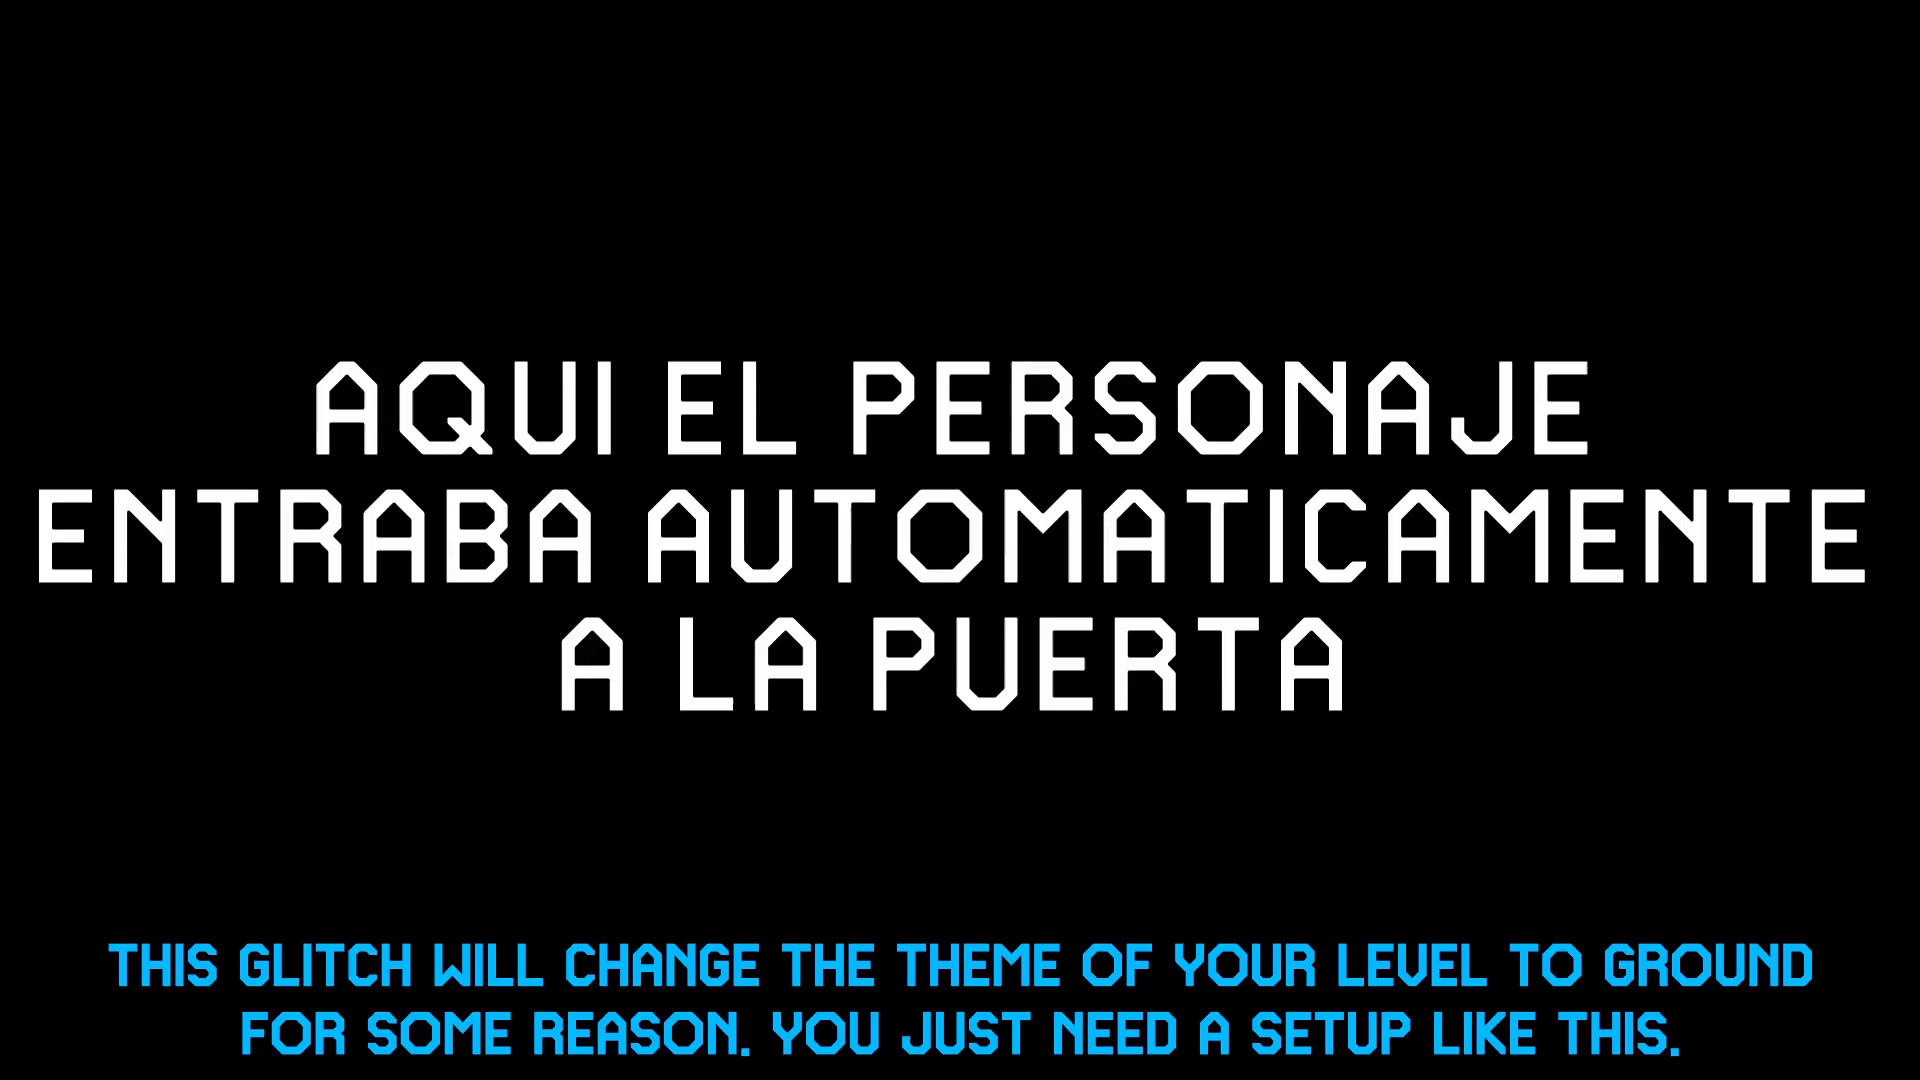 AQUI EL PERSONAJE
ENTRABA AUTOMATICAMENTE
A LA PUERTA
THIS GLITCH WILL CHANGE THE THEME OF YOUR LEVEL TO GROUND
FOR SOME REASON. YOU JUST NEED A SETUP LIKE THIS.